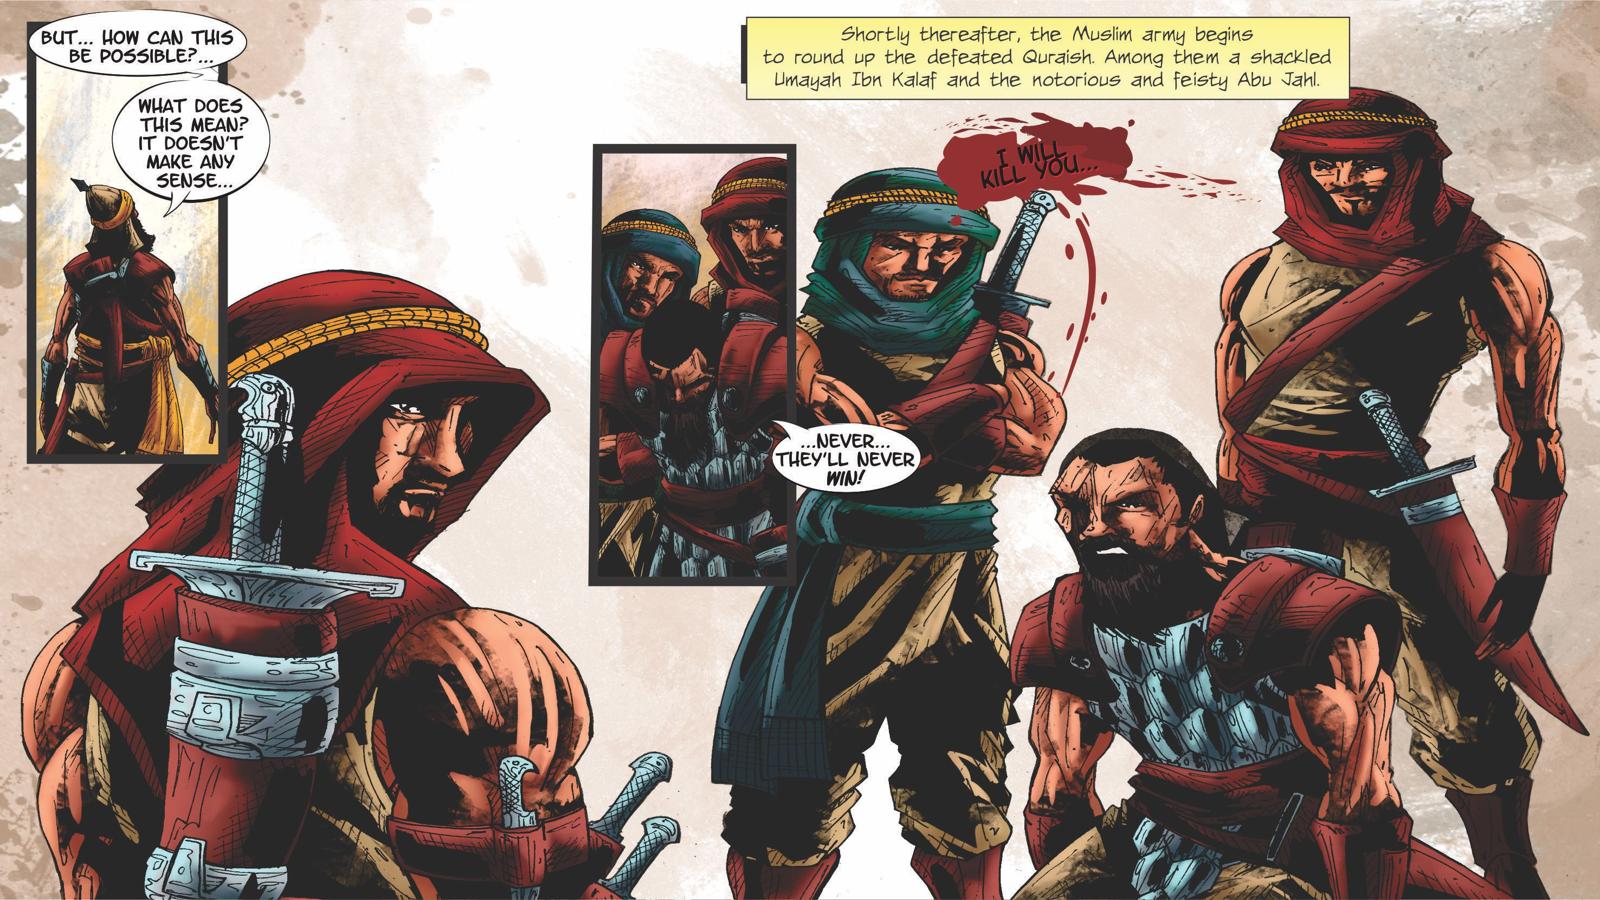 BUT... HOW CAN THIS
BE POSSIBLE?...
WHAT DOES
THIS MEAN?
IT DOESN'T
MAKE ANY
SENSE...
Shortly thereafter, the Muslim army begins
to round up the defeated Quraish. Among them a shackled
Umayah Ibn Kalaf and the notorious and feisty Abu Jahl.
I WILL
KILL YOU...
...NEVER...
THEY'LL NEVER
WIN!